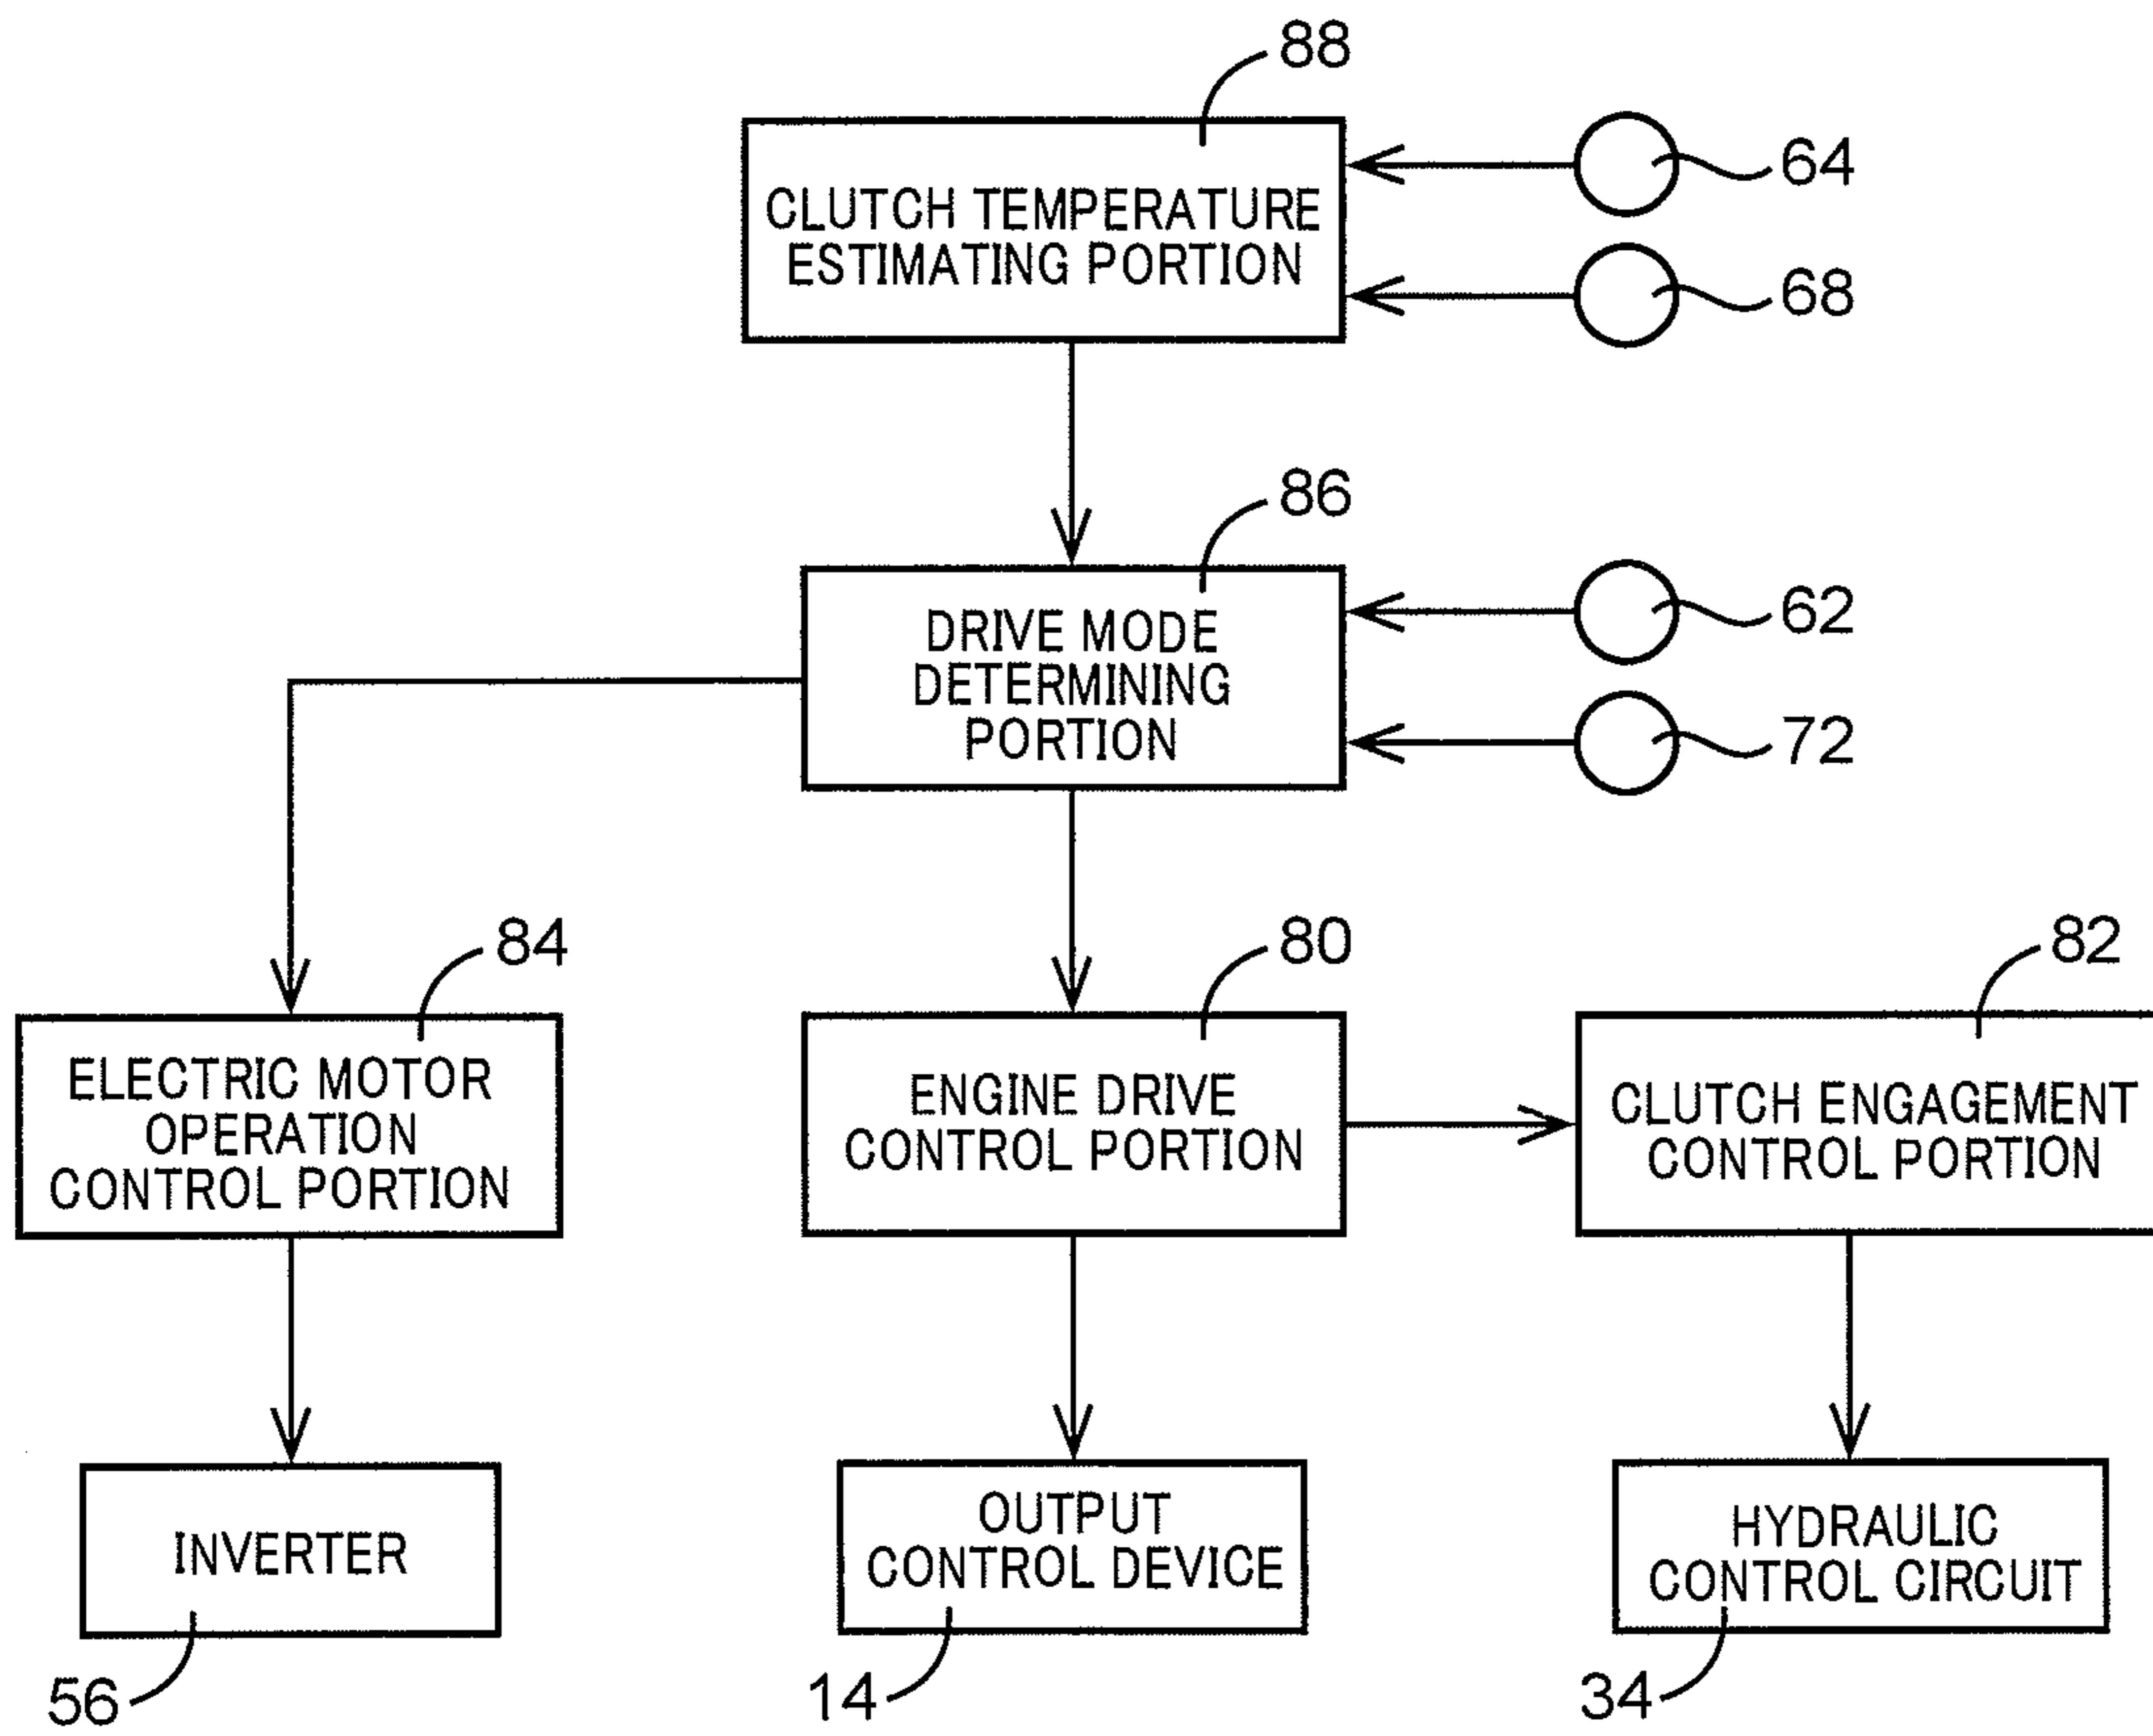 88
CLUTCH TEMPERATURE
ESTIMATING PORTION
64
68
86
DRIVE MODE
DETERMINING
PORTION
62
72
84
ELECTRIC MOTOR
OPERATION
CONTROL PORTION
80
ENGINE DRIVE
CONTROL PORTION
82
CLUTCH ENGAGEMENT
CONTROL PORTION
INVERTER
56
OUTPUT
CONTROL DEVICE
14
HYDRAULIC
CONTROL CIRCUIT
34